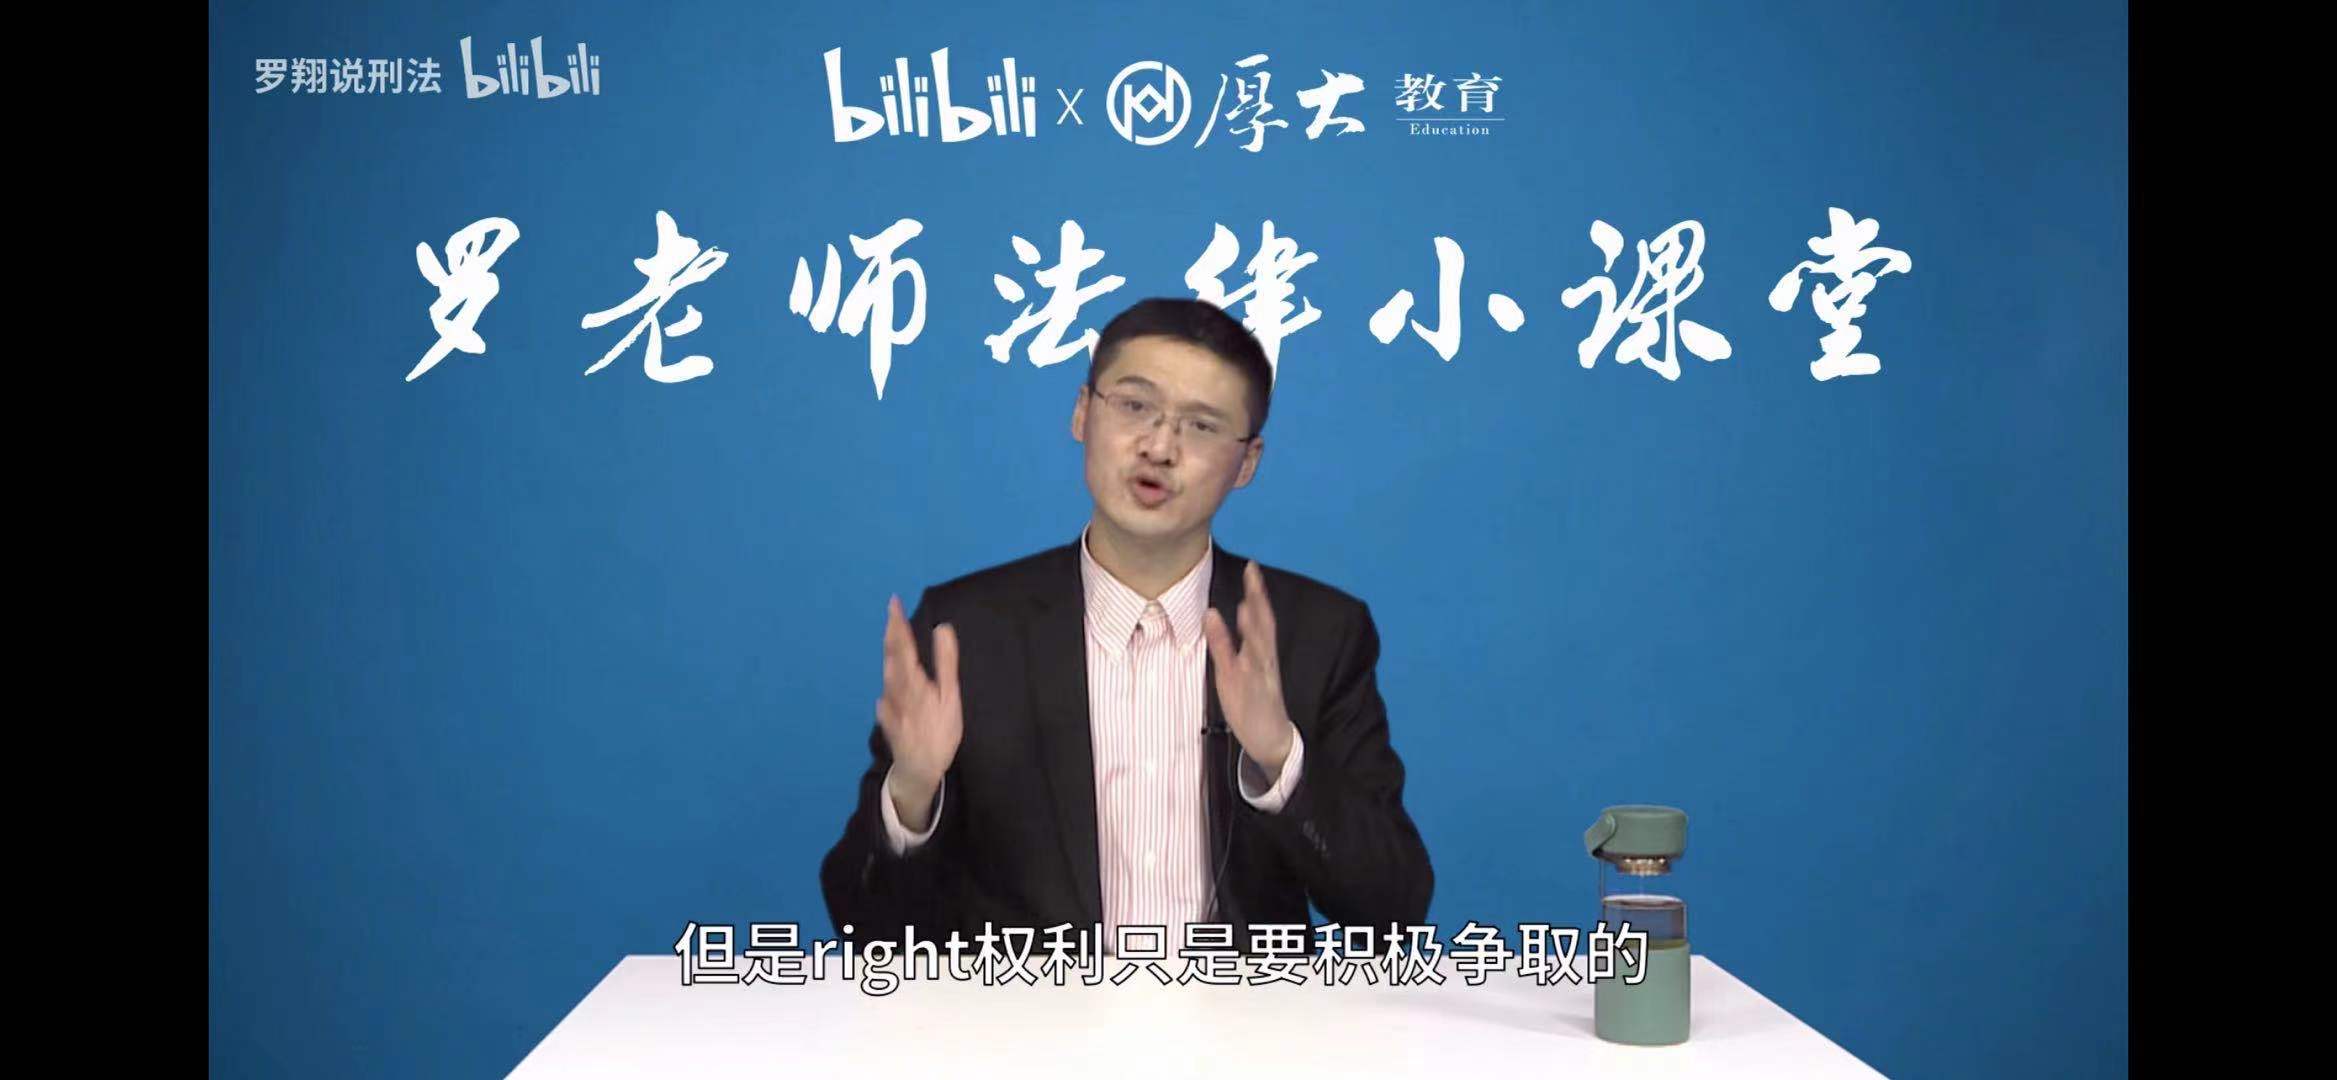 罗翔说刑法 bilibili
bilibili X 厚大 教育
Education
罗老师法律小课堂
但是right权利只是要积极争取的